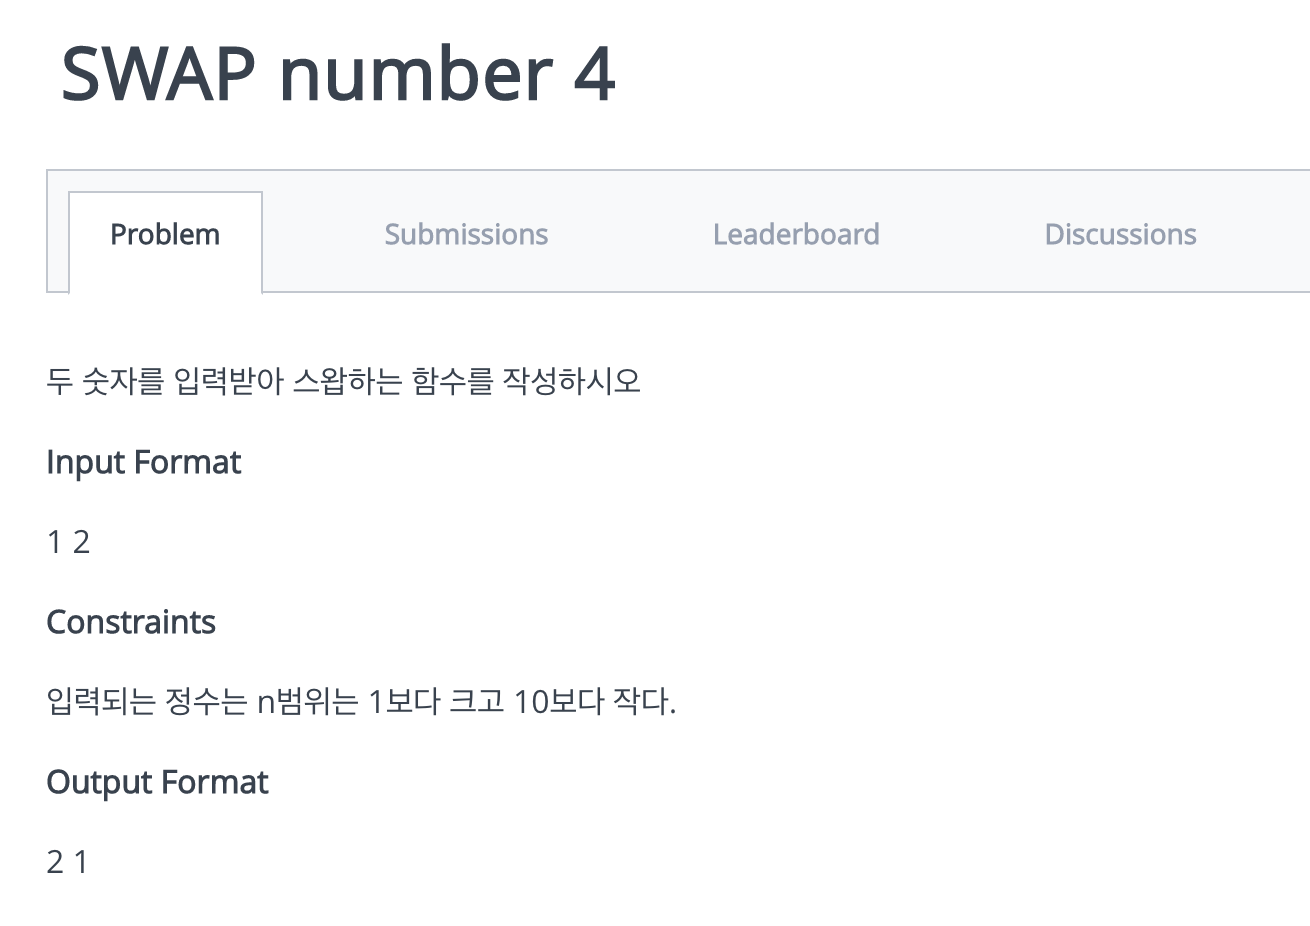 SWAP number 4
Problem Submissions Leaderboard Discussions
두 숫자를 입력받아 스왑하는 함수를 작성하시오
Input Format
1 2
Constraints
입력되는 정수는 n범위는 1보다 크고 10보다 작다.
Output Format
2 1